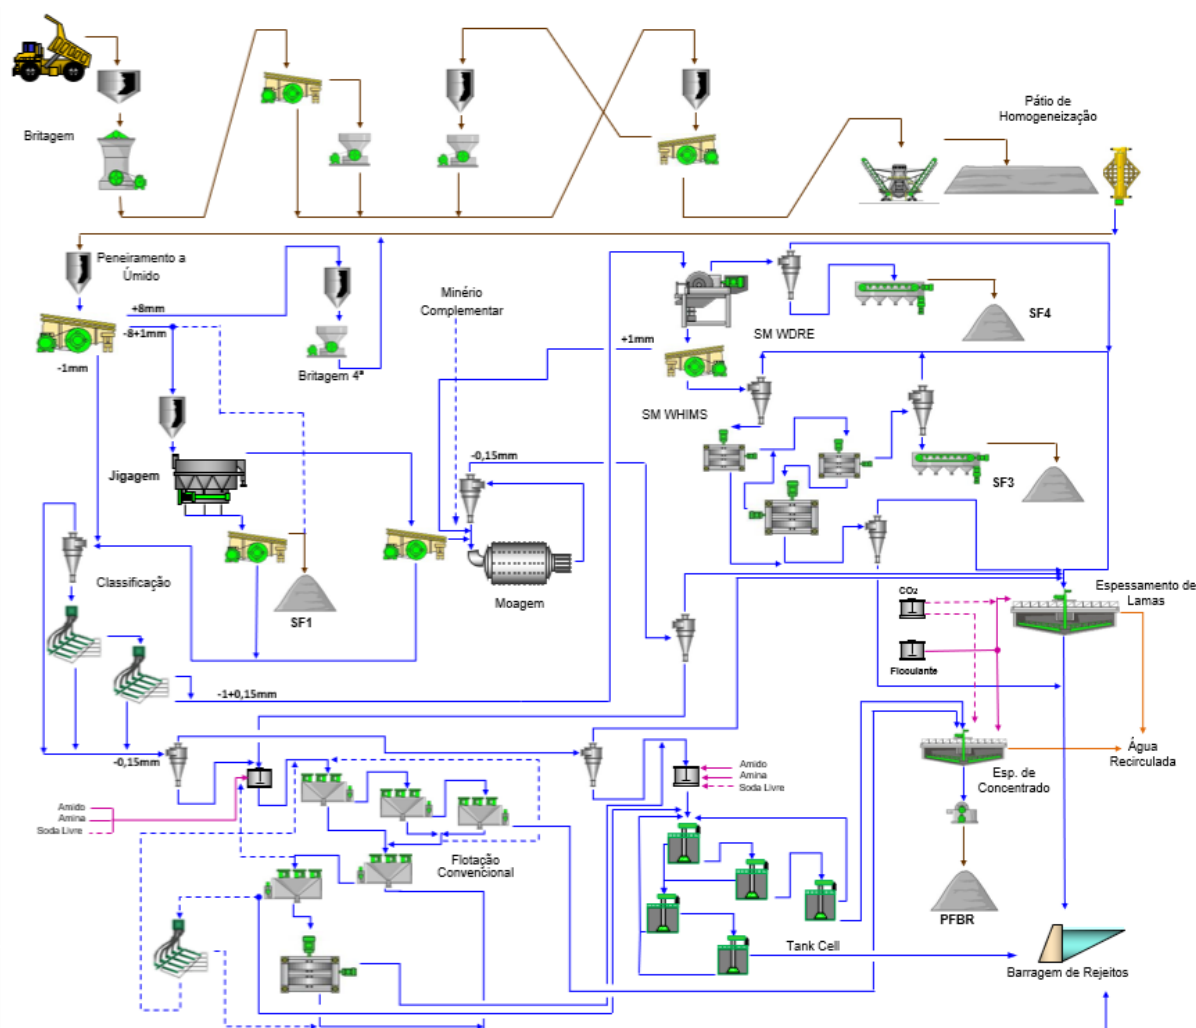 Britagem
Pátio de
Homogeneização
Peneiramento a
Úmido
+8mm
-8+1mm
-1mm
Britagem 4ª
Minério
Complementar
+1mm
SM WDRE
SF4
SM WHIMS
SF3
Jigagem
-0,15mm
Moagem
Classificação
SF1
-1+0,15mm
-0,15mm
CO2
Floculante
Espessamento de
Lamas
Água
Recirculada
Esp. de
Concentrado
Amido
Amina
Soda Livre
Amido
Amina
Soda Livre
Flotação
Convencional
PFBR
Tank Cell
Barragem de Rejeitos